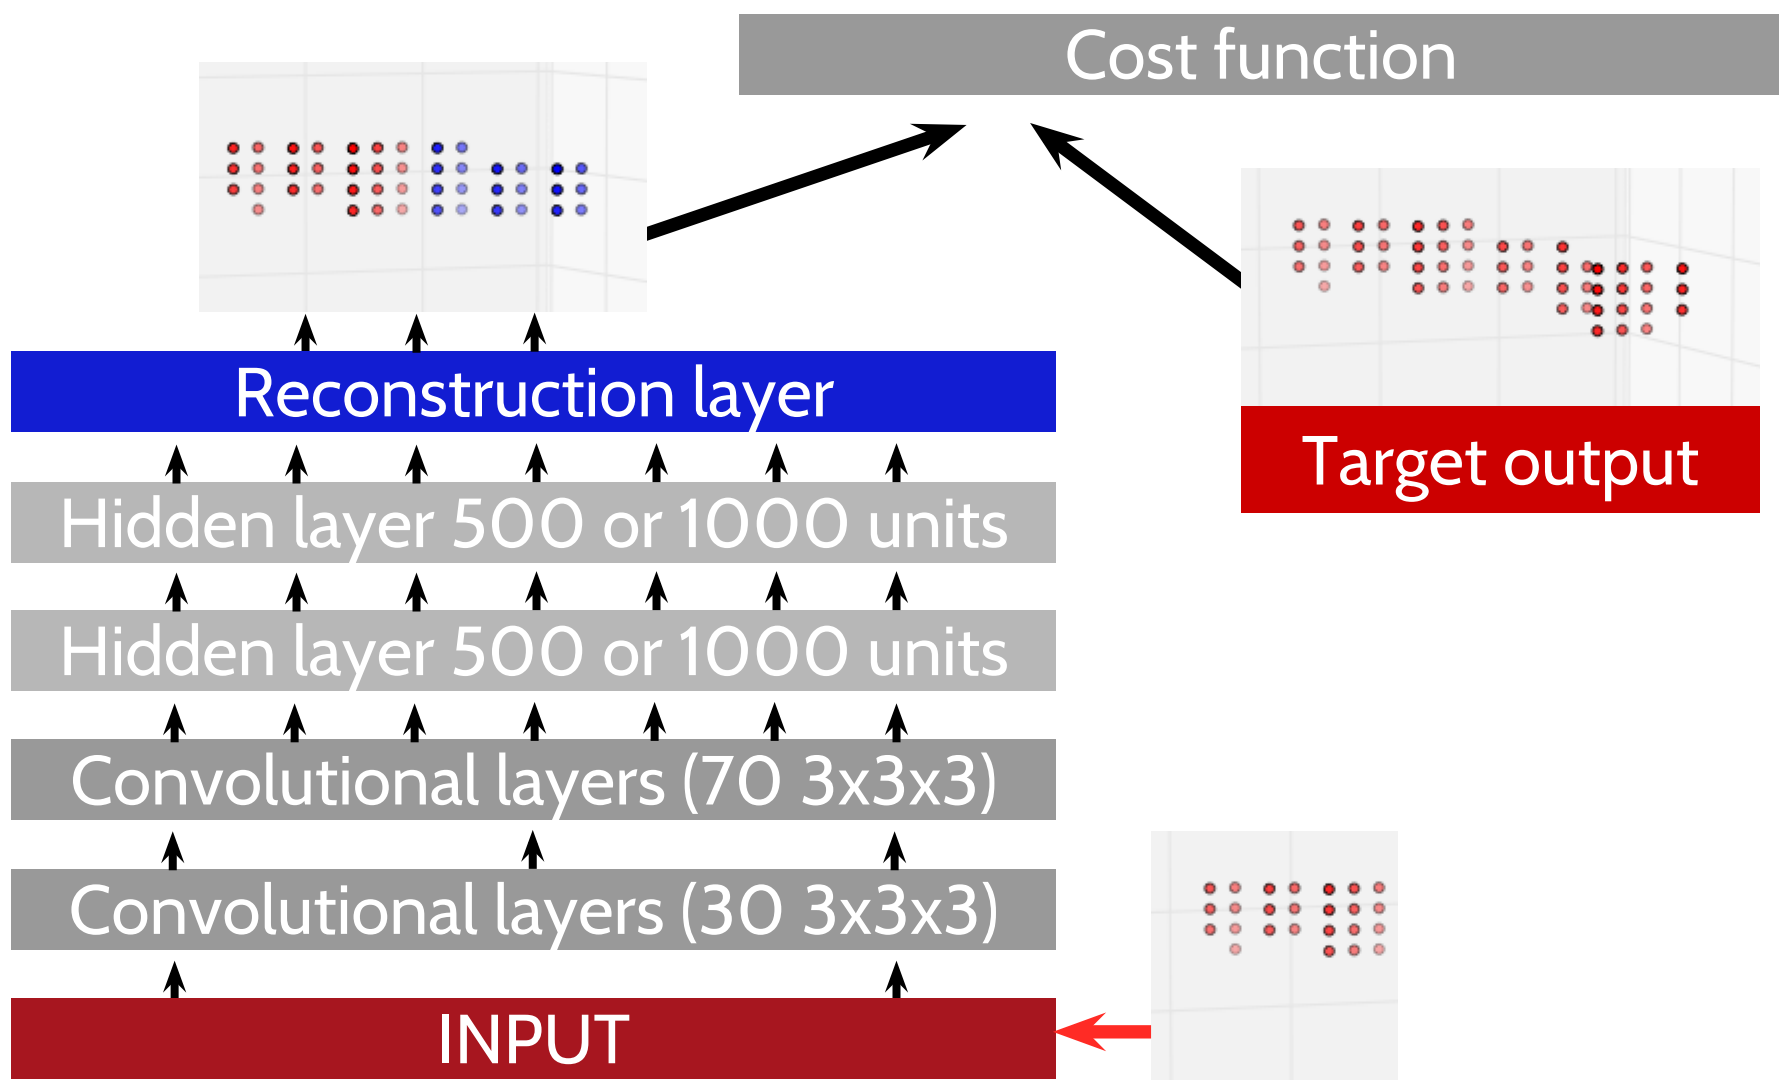 Cost function
Reconstruction layer
Target output
Hidden layer 500 or 1000 units
Hidden layer 500 or 1000 units
Convolutional layers (70 3x3x3)
Convolutional layers (30 3x3x3)
INPUT